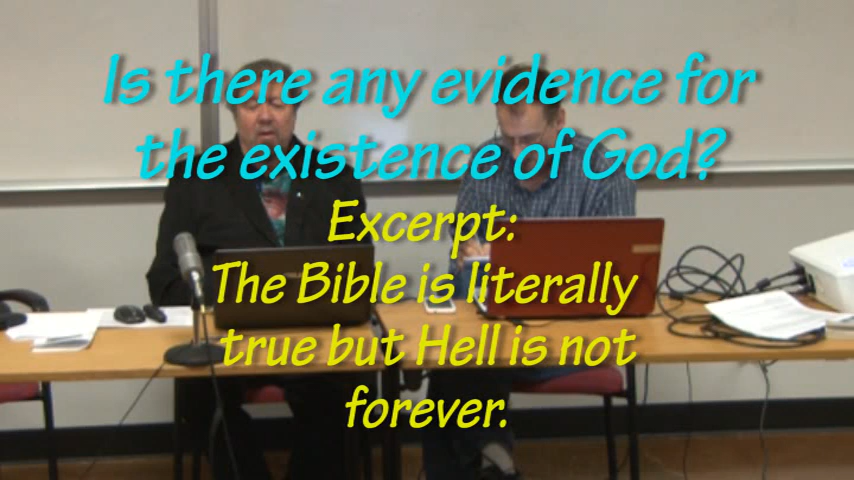 Is there any evidence for
the existence of God?
Excerpt:
The Bible is literally
true but Hell is not
forever.